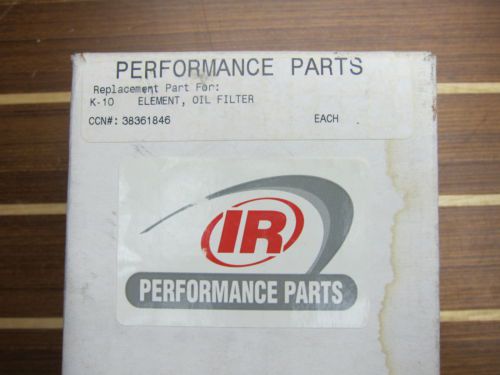 PERFORMANCE PARTS
Replacement Part For:
K-10 ELEMENT, OIL FILTER
CCN#: 38361846 EACH
IR
PERFORMANCE PARTS